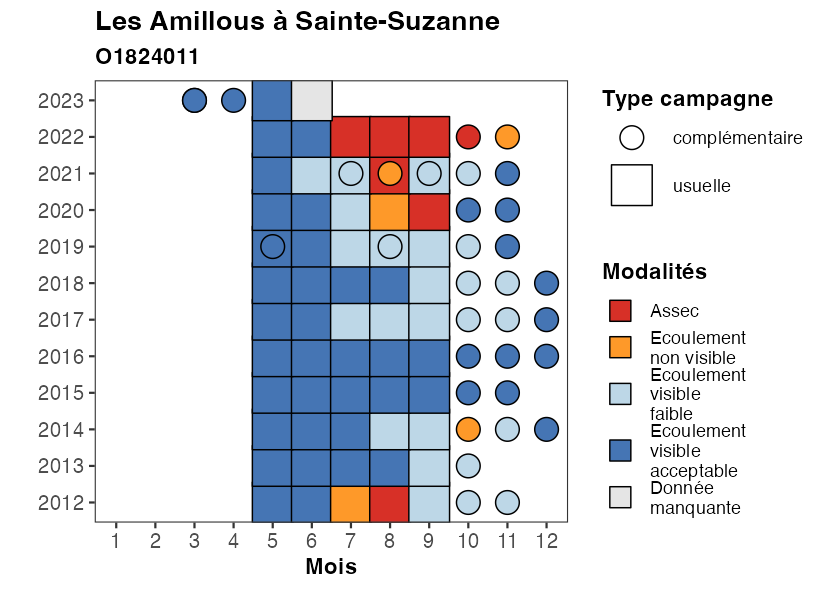 Les Amillous à Sainte-Suzanne
O1824011
2023
2022
2021
2020
2019
2018
2017
2016
2015
2014
2013
2012
1 2 3 4 5 6 7 8 9 10 11 12
Mois
Type campagne
complémentaire
usuelle
Modalités
Assec
Ecoulement
non visible
Ecoulement
visible
faible
Ecoulement
visible
acceptable
Donnée
manquante